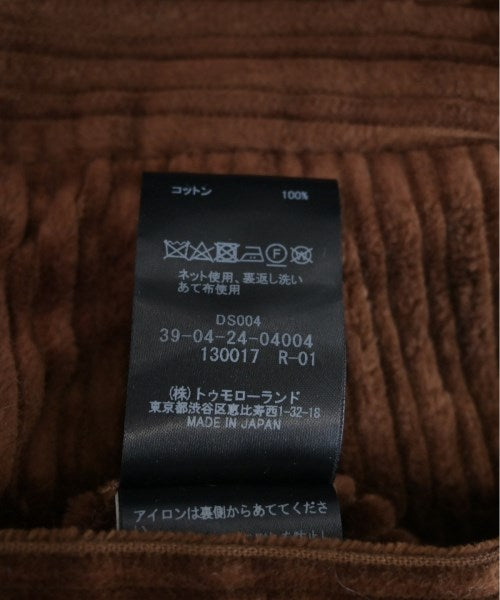 コットン 100%
ネット使用、裏返し洗い
あて布使用
DS004
39-04-24-04004
130017 R-01
(株)トゥモローランド
東京都渋谷区恵比寿西1-32-18
MADE IN JAPAN
アイロンは裏側からあててくださ
い